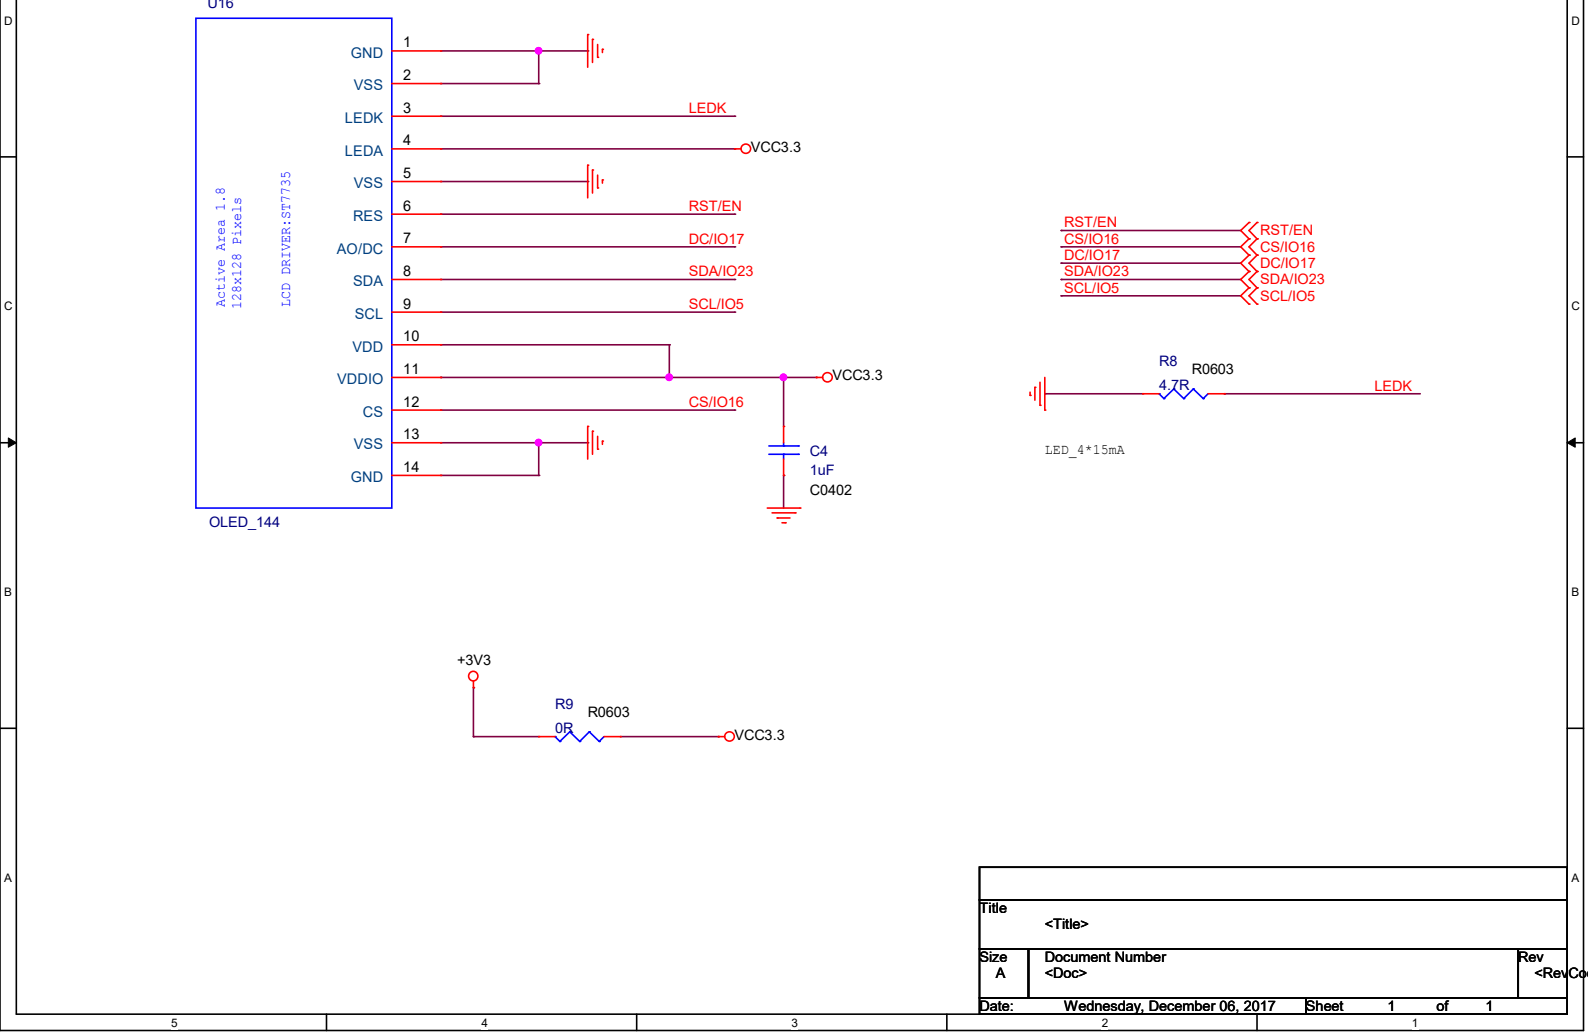 U16
D
D
GND 1
VSS 2
LEDK 3 LEDK
LEDA 4 VCC3.3
VSS 5
RES 6 RST/EN
AO/DC 7 DC/IO17
SDA 8 SDA/IO23
SCL 9 SCL/IO5
VDD 10
VDDIO 11 VCC3.3
CS 12 CS/IO16
VSS 13
GND 14
Active Area 1.8
128x128 Pixels
LCD DRIVER:ST7735
OLED_144
C4
1uF
C0402
RST/EN RST/EN
CS/IO16 CS/IO16
DC/IO17 DC/IO17
SDA/IO23 SDA/IO23
SCL/IO5 SCL/IO5
C
C
R8 R0603
4.7R LEDK
LED_4*15mA
B
B
+3V3
R9 R0603
0R VCC3.3
A
A
Title
<Title>
Size Document Number Rev
A <Doc> <RevCo
Date: Wednesday, December 06, 2017 Sheet 1 of 1
5 4 3 2 1